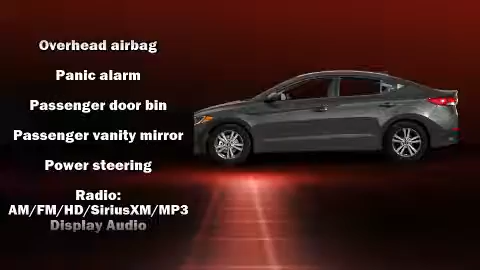 Overhead airbag
Panic alarm
Passenger door bin
Passenger vanity mirror
Power steering
Radio:
AM/FM/HD/SiriusXM/MP3
Display Audio